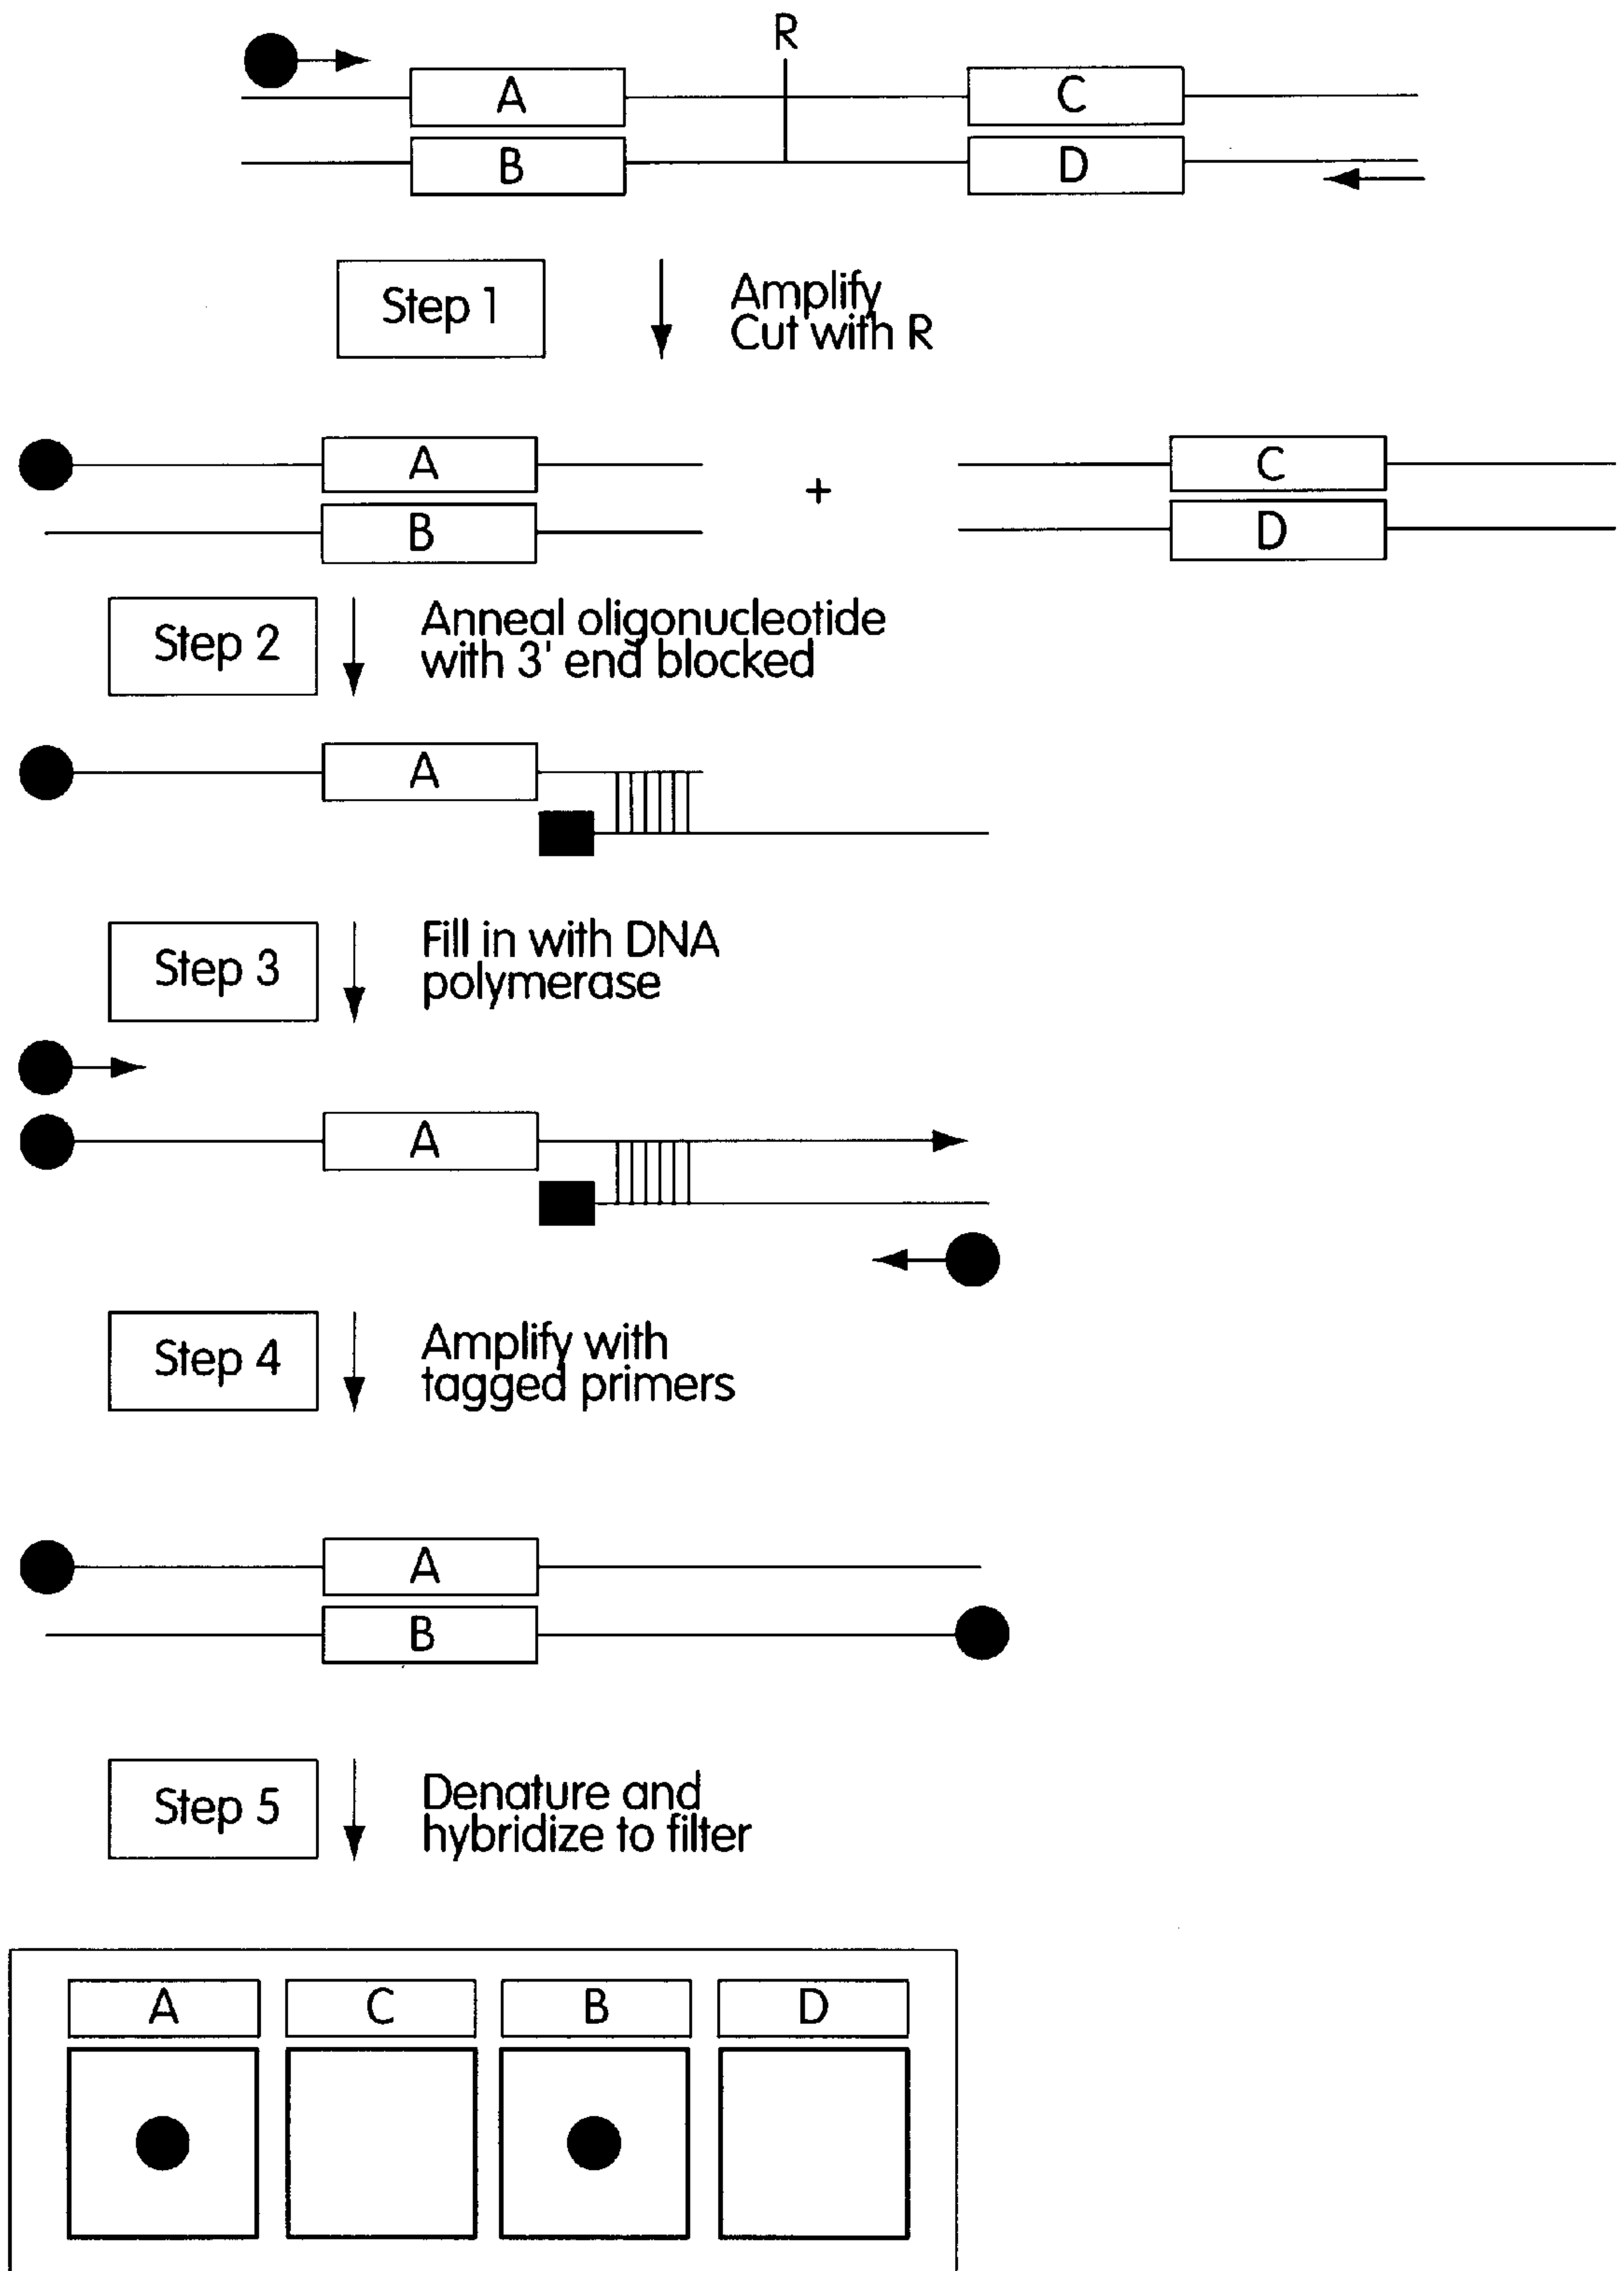 R
A
C
B
D
Step 1
Amplify
Cut with R
A
C
+
B
D
Step 2
Anneal oligonucleotide
with 3' end blocked
A
Step 3
Fill in with DNA
polymerase
A
Step 4
Amplify with
tagged primers
A
B
Step 5
Denature and
hybridize to filter
A C B D